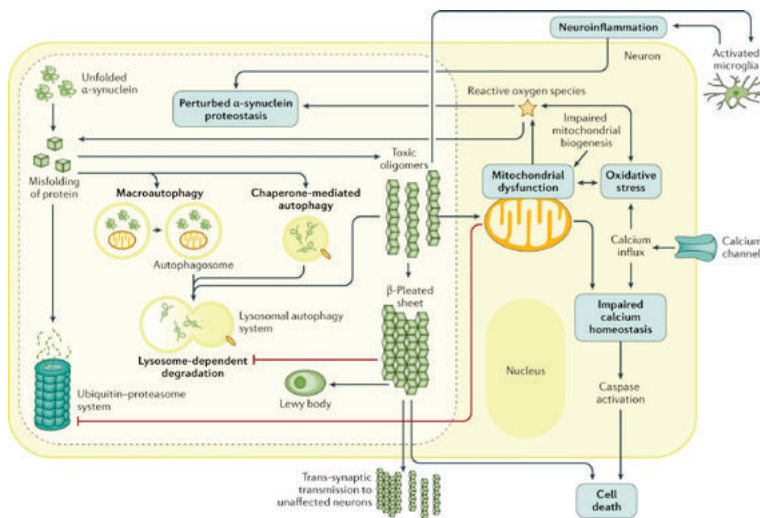 Neuroinflammation
Neuron
Activated
microglia
Unfolded
α-synuclein
Perturbed α-synuclein
proteostasis
Reactive oxygen species
Impaired
mitochondrial
biogenesis
Toxic
oligomers
Misfolding
of protein
Macroautophagy
Chaperone-mediated
autophagy
Mitochondrial
dysfunction
Oxidative
stress
Autophagosome
Calcium
influx
Calcium
channel
β-Pleated
sheet
Lysosomal autophagy
system
Impaired
calcium
homeostasis
Lysosome-dependent
degradation
Nucleus
Ubiquitin–proteasome
system
Lewy body
Caspase
activation
Trans-synaptic
transmission to
unaffected neurons
Cell
death